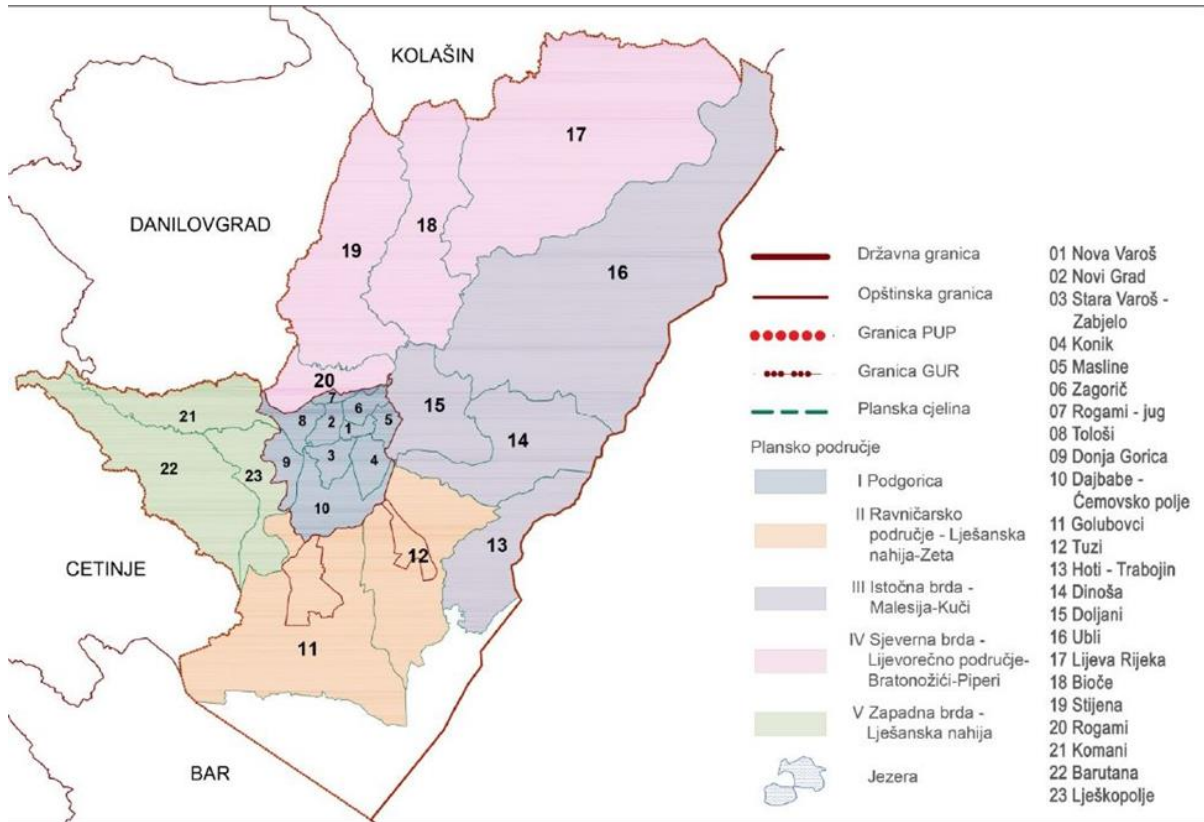 KOLAŠIN
17
DANILOVGRAD
18
19
16
20
7
21
6
15
8
5
2
1
14
22
23
9
3
4
10
12
13
CETINJE
11
BAR
Državna granica
Opštinska granica
Granica PUP
Granica GUR
Planska cjelina
Plansko područje
I Podgorica
II Ravničarsko
područje - Lješanska
nahija-Zeta
III Istočna brda -
Malesija-Kuči
IV Sjeverna brda -
Lijevorečno područje-
Bratonožići-Piperi
V Zapadna brda -
Lješanska nahija
Jezera
01 Nova Varoš
02 Novi Grad
03 Stara Varoš -
Zabjelo
04 Konik
05 Masline
06 Zagorič
07 Rogami - jug
08 Tološi
09 Donja Gorica
10 Dajbabe -
Ćemovsko polje
11 Golubovci
12 Tuzi
13 Hoti - Trabojin
14 Dinoša
15 Doljani
16 Ubli
17 Lijeva Rijeka
18 Bioče
19 Stijena
20 Rogami
21 Komani
22 Barutana
23 Lješkopolje